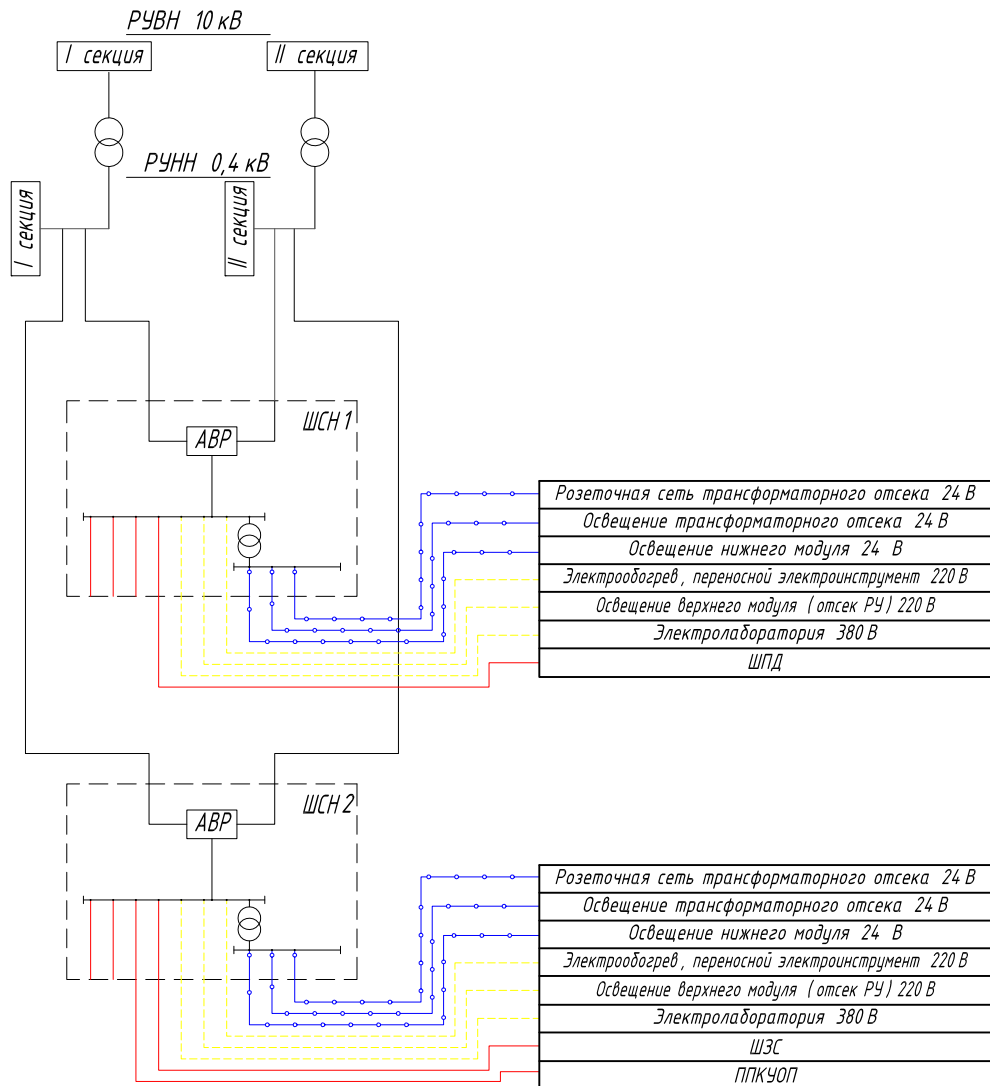 РУВН 10 кВ
I секция
II секция
РУНН 0,4 кВ
I секция
II секция
ШСН 1
АВР
Розеточная сеть трансформаторного отсека 24 В
Освещение трансформаторного отсека 24 В
Освещение нижнего модуля 24 В
Электрообогрев, переносной электроинструмент 220 В
Освещение верхнего модуля ( отсек РУ) 220 В
Электролаборатория 380 В
ШПД
ШСН 2
АВР
Розеточная сеть трансформаторного отсека 24 В
Освещение трансформаторного отсека 24 В
Освещение нижнего модуля 24 В
Электрообогрев, переносной электроинструмент 220 В
Освещение верхнего модуля ( отсек РУ) 220 В
Электролаборатория 380 В
ШЗС
ППКУОП